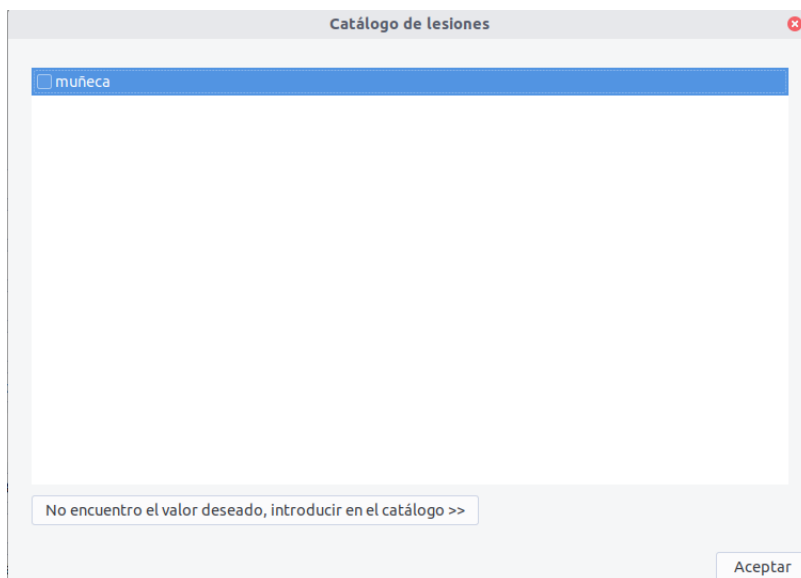 Catálogo de lesiones
muñeca
No encuentro el valor deseado, introducir en el catálogo >>
Aceptar